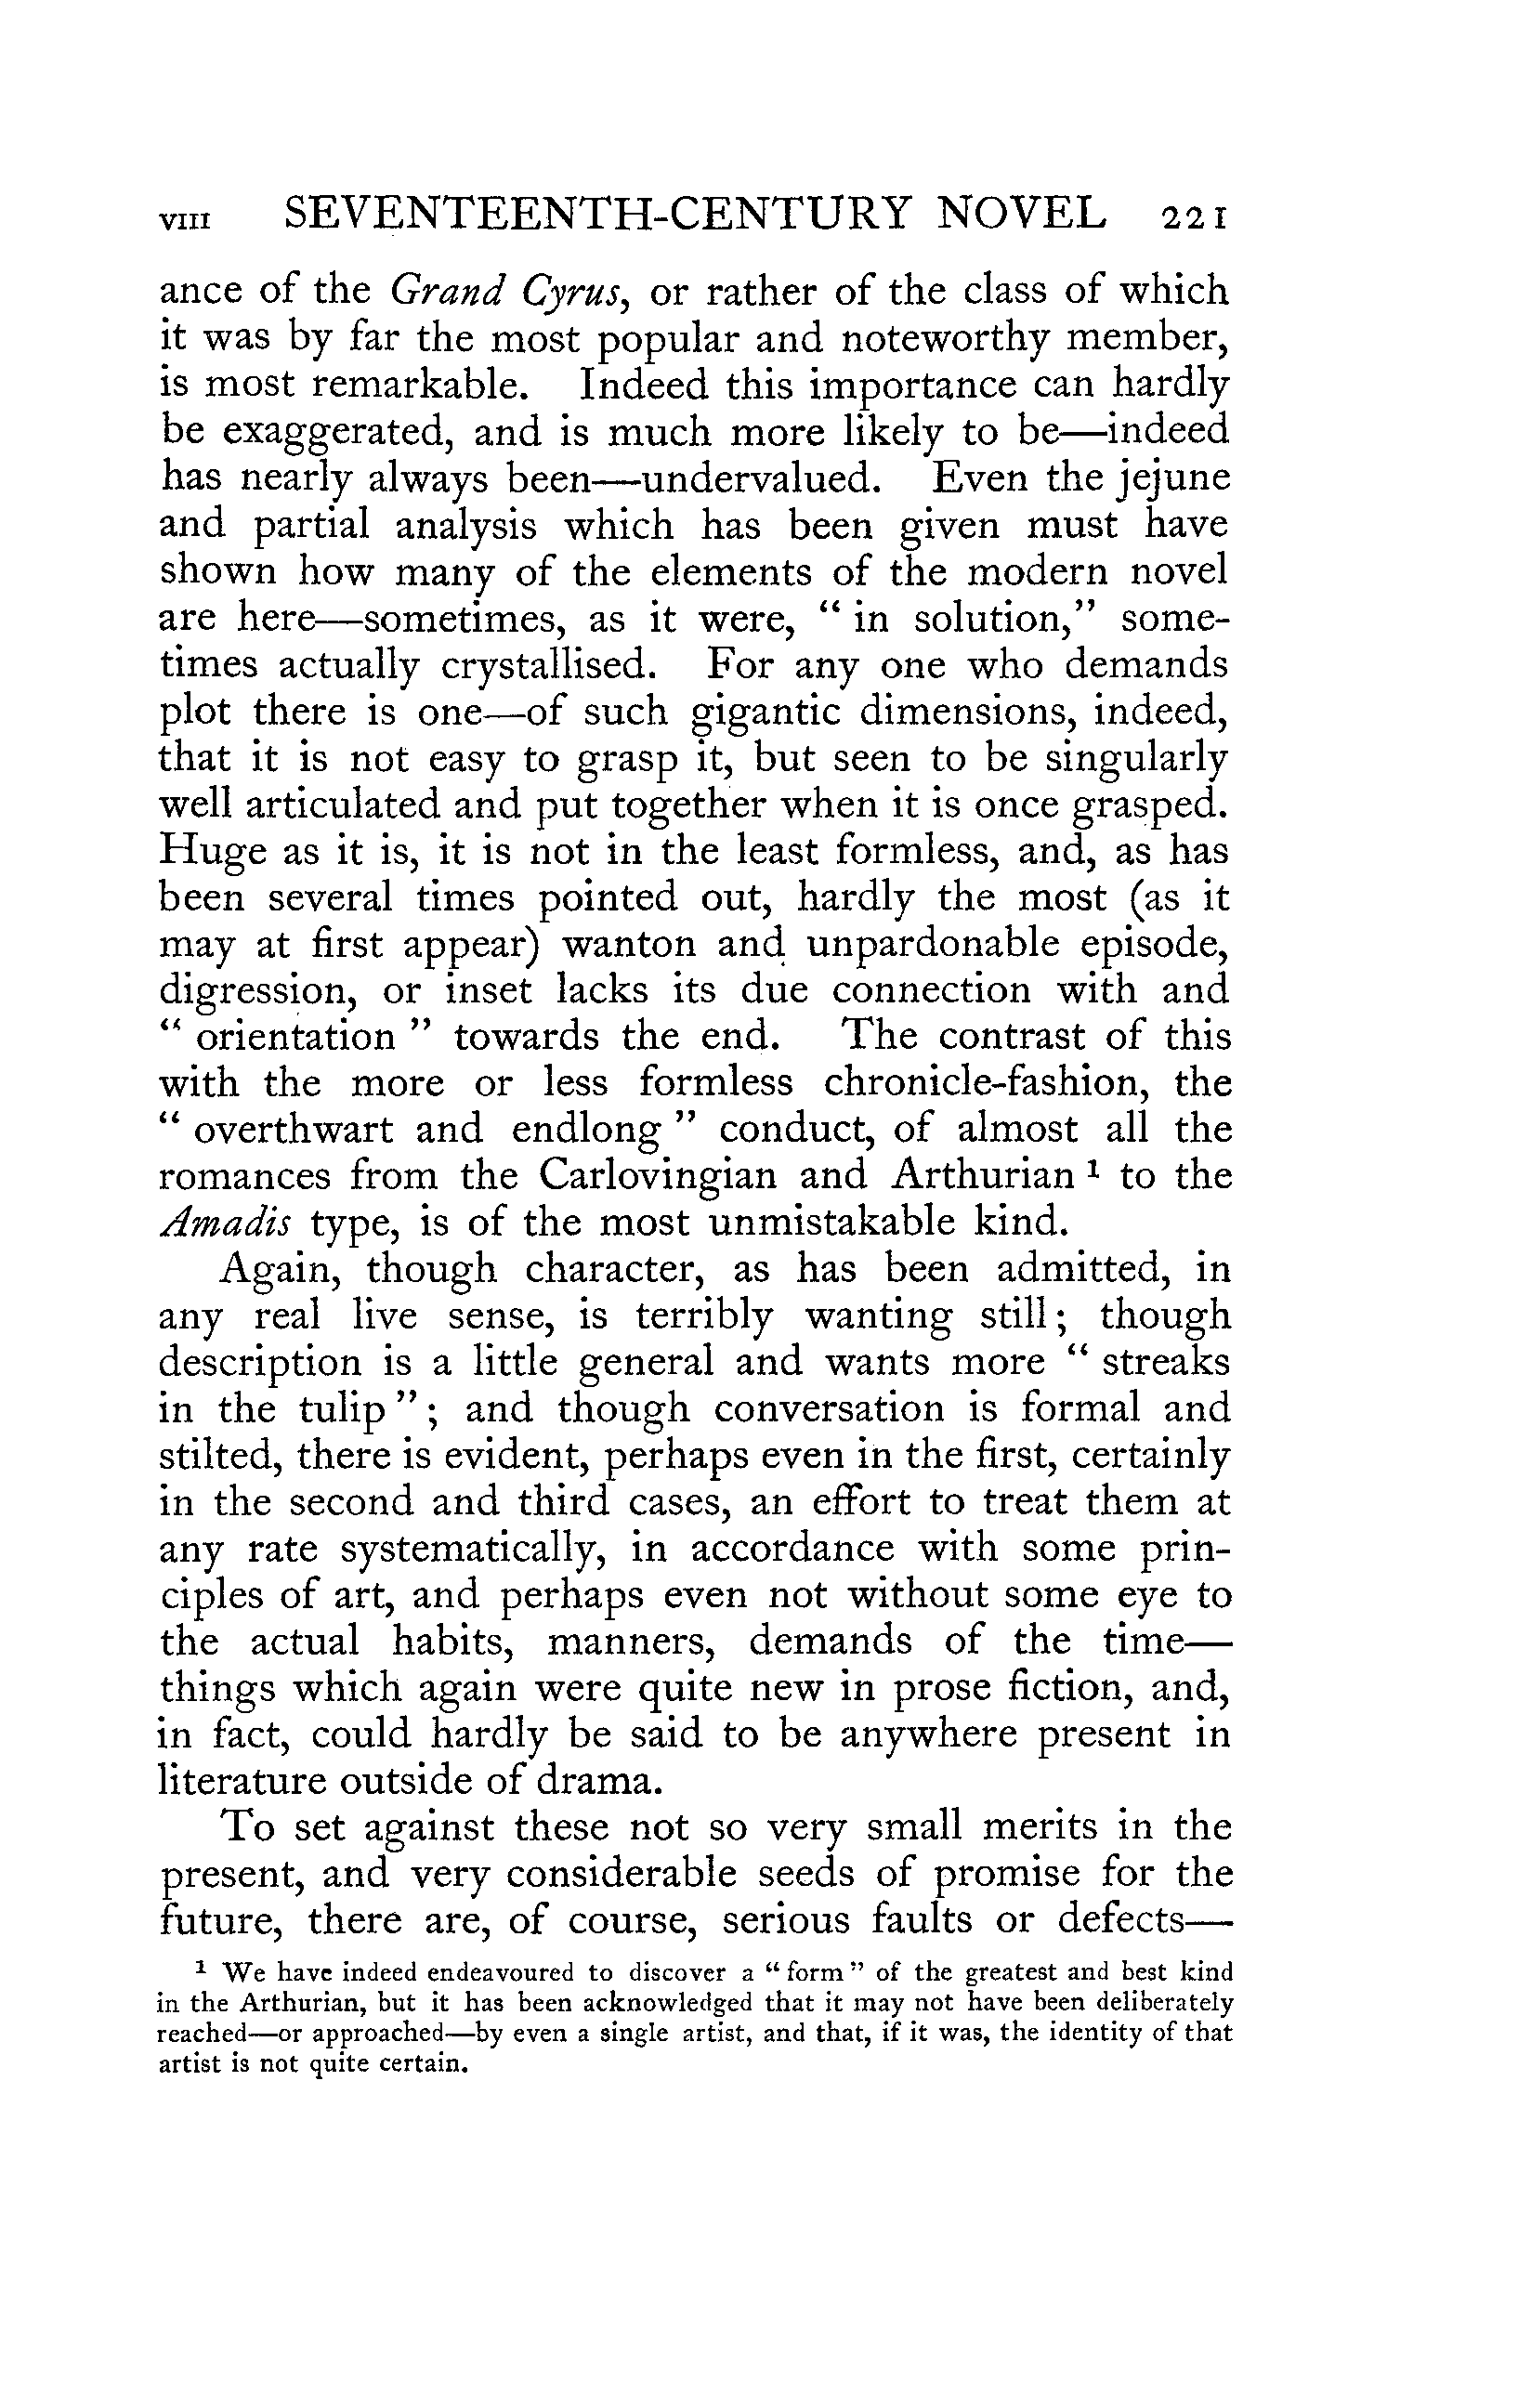 VIII SEVENTEENTH-CENTURY NOVEL 221
ance of the Grand Cyrus, or rather of the class of which
it was by far the most popular and noteworthy member,
is most remarkable. Indeed this importance can hardly
be exaggerated, and is much more likely to be—indeed
has nearly always been—undervalued. Even the jejune
and partial analysis which has been given must have
shown how many of the elements of the modern novel
are here—sometimes, as it were, “ in solution,” some-
times actually crystallised. For any one who demands
plot there is one—of such gigantic dimensions, indeed,
that it is not easy to grasp it, but seen to be singularly
well articulated and put together when it is once grasped.
Huge as it is, it is not in the least formless, and, as has
been several times pointed out, hardly the most (as it
may at first appear) wanton and unpardonable episode,
digression, or inset lacks its due connection with and
“ orientation ” towards the end. The contrast of this
with the more or less formless chronicle-fashion, the
“ overthwart and endlong ” conduct, of almost all the
romances from the Carlovingian and Arthurian ¹ to the
Amadis type, is of the most unmistakable kind.
Again, though character, as has been admitted, in
any real live sense, is terribly wanting still; though
description is a little general and wants more “ streaks
in the tulip ”; and though conversation is formal and
stilted, there is evident, perhaps even in the first, certainly
in the second and third cases, an effort to treat them at
any rate systematically, in accordance with some prin-
ciples of art, and perhaps even not without some eye to
the actual habits, manners, demands of the time—
things which again were quite new in prose fiction, and,
in fact, could hardly be said to be anywhere present in
literature outside of drama.
To set against these not so very small merits in the
present, and very considerable seeds of promise for the
future, there are, of course, serious faults or defects—
¹ We have indeed endeavoured to discover a “ form ” of the greatest and best kind
in the Arthurian, but it has been acknowledged that it may not have been deliberately
reached—or approached—by even a single artist, and that, if it was, the identity of that
artist is not quite certain.